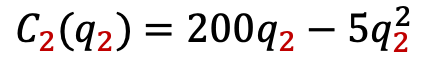 C₂(q₂) = 200q₂ − 5q₂²